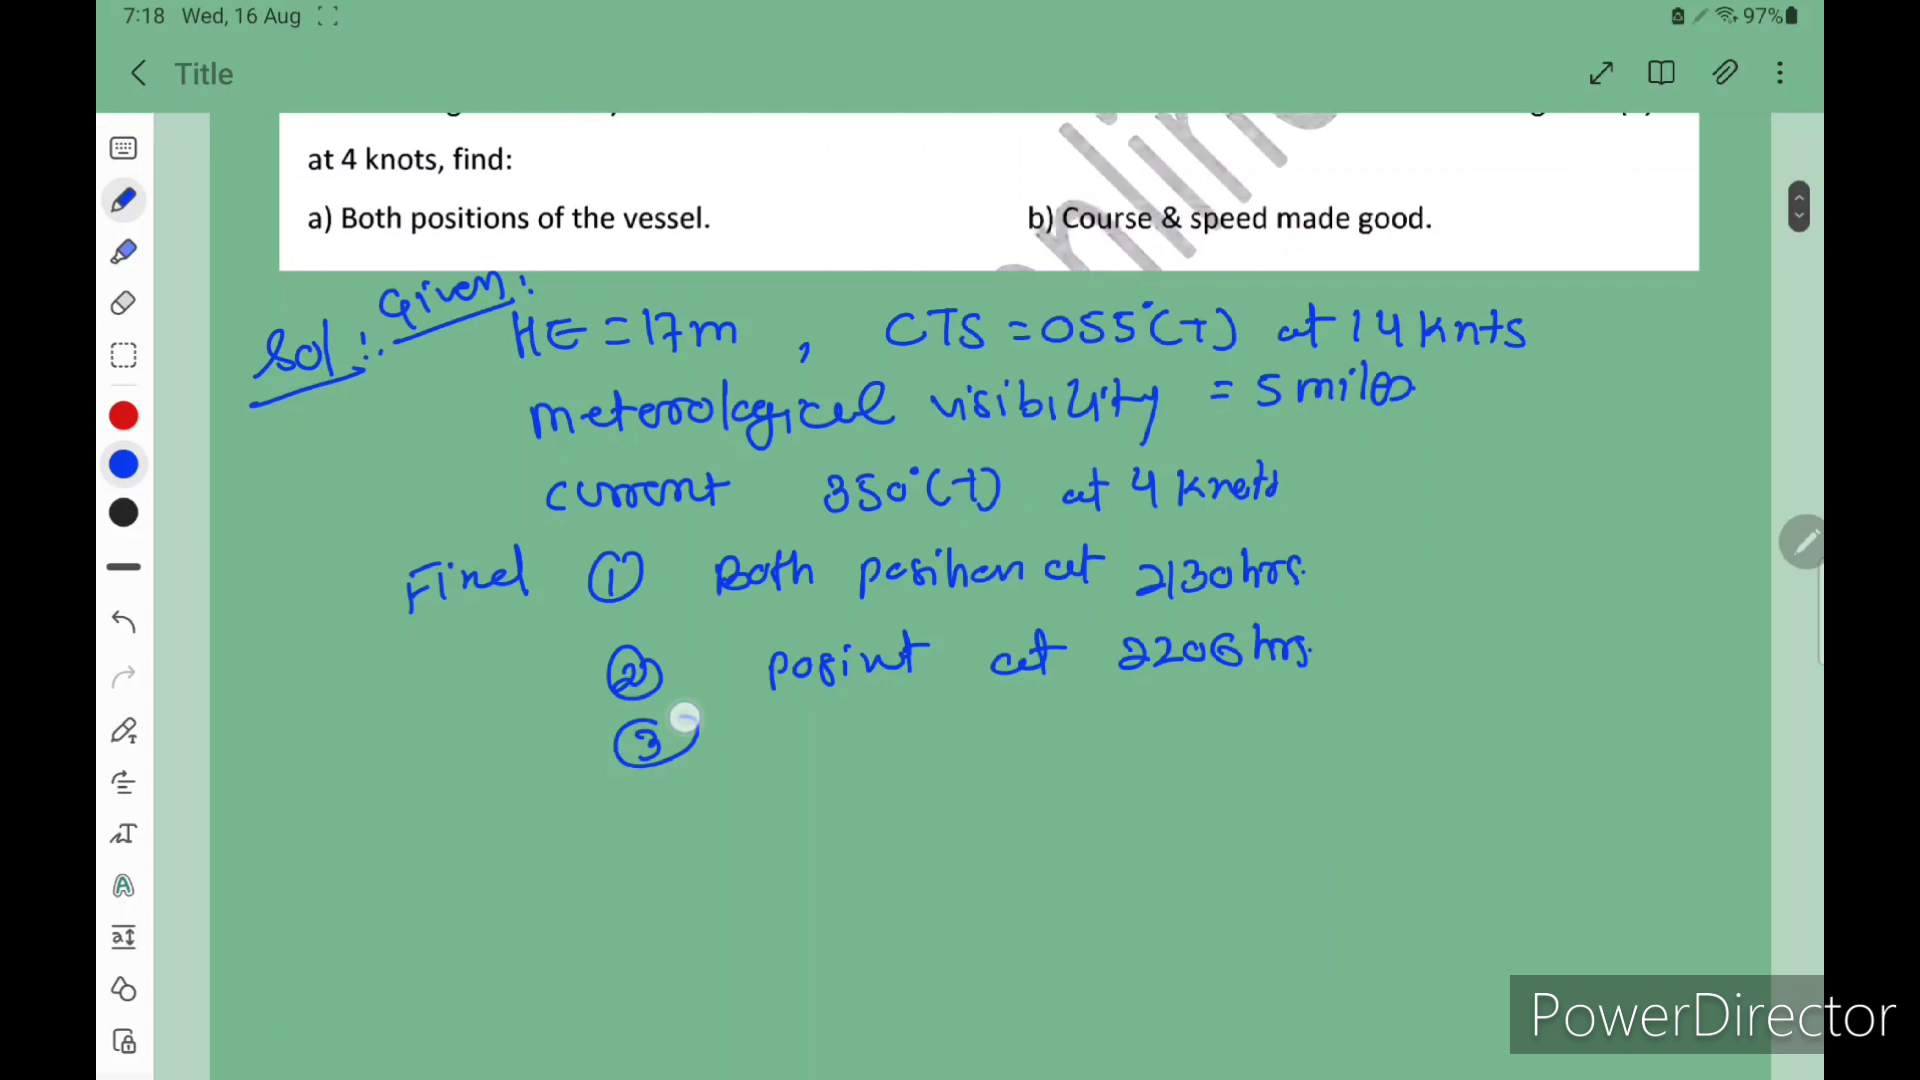 7:18 Wed, 16 Aug
97%
Title
at 4 knots, find:
a) Both positions of the vessel. b) Course & speed made good.
Sol:. Given:
HE = 17m , CTS = 055°(T) at 14 knts
meterological visibility = 5 miles
current 350°(T) at 4 knots
Find ① Both position at 2130 hrs.
② posint at 2206 hrs.
③
PowerDirector